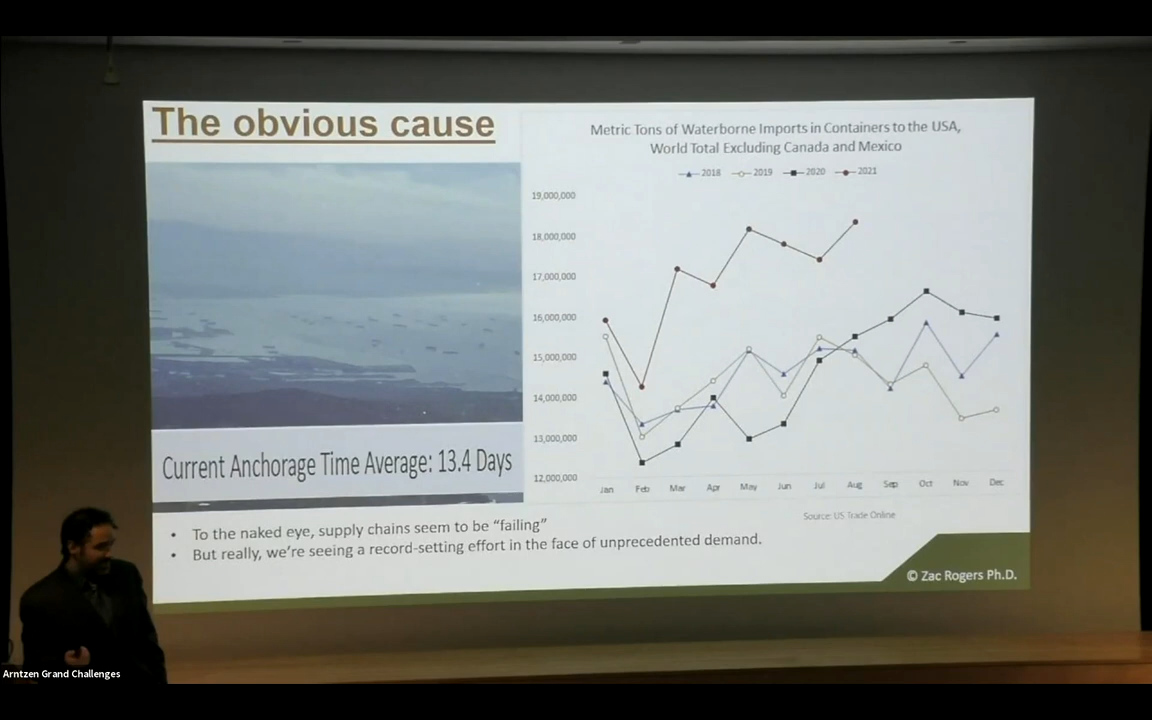 The obvious cause
Metric Tons of Waterborne Imports in Containers to the USA,
World Total Excluding Canada and Mexico
2018 2019 2020 2021
19,000,000
18,000,000
17,000,000
16,000,000
15,000,000
14,000,000
13,000,000
12,000,000
Jan Feb Mar Apr May Jun Jul Aug Sep Oct Nov Dec
Source: US Trade Online
Current Anchorage Time Average: 13.4 Days
• To the naked eye, supply chains seem to be “failing”
• But really, we’re seeing a record-setting effort in the face of unprecedented demand.
© Zac Rogers Ph.D.
Arntzen Grand Challenges